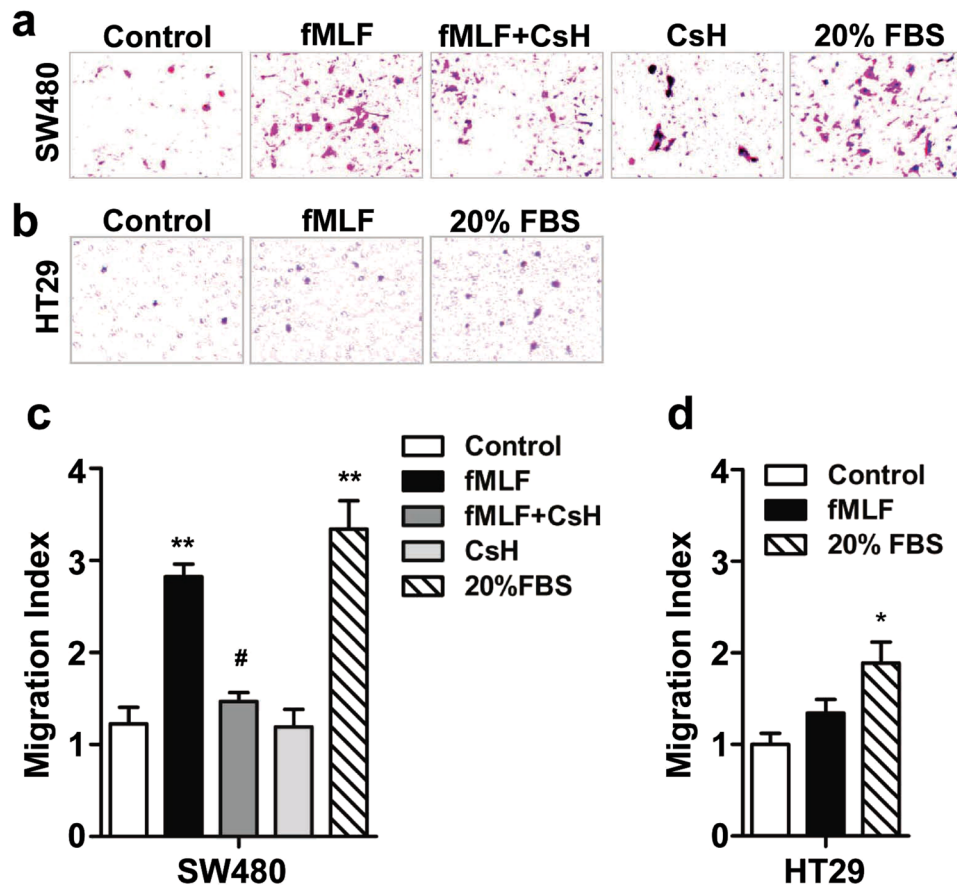 a
Control fMLF fMLF+CsH CsH 20% FBS
SW480
b
Control fMLF 20% FBS
HT29
c
Control
fMLF
fMLF+CsH
CsH
20%FBS
Migration Index
4
3
2
1
0
**
**
#
SW480
d
Control
fMLF
20% FBS
Migration Index
4
3
2
1
0
*
HT29